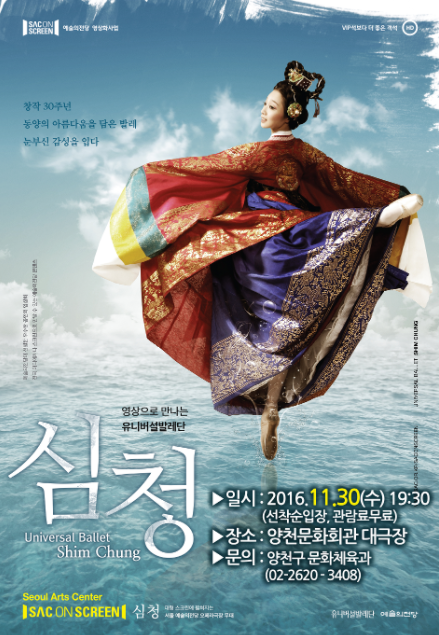 SAC ON
SCREEN
예술의전당 영상화사업
VIP석보다 더 좋은 객석
HD
창작 30주년
동양의 아름다움을 담은 발레
눈부신 감성을 입다
영상으로 만나는
유니버설발레단
심청
Universal Ballet
Shim Chung
▶일시 : 2016.11.30(수) 19:30
(선착순입장, 관람료무료)
▶장소 : 양천문화회관 대극장
▶문의 : 양천구 문화체육과
(02-2620 - 3408)
Seoul Arts Center
SAC ON SCREEN
심청
유니버설발레단
예술의전당